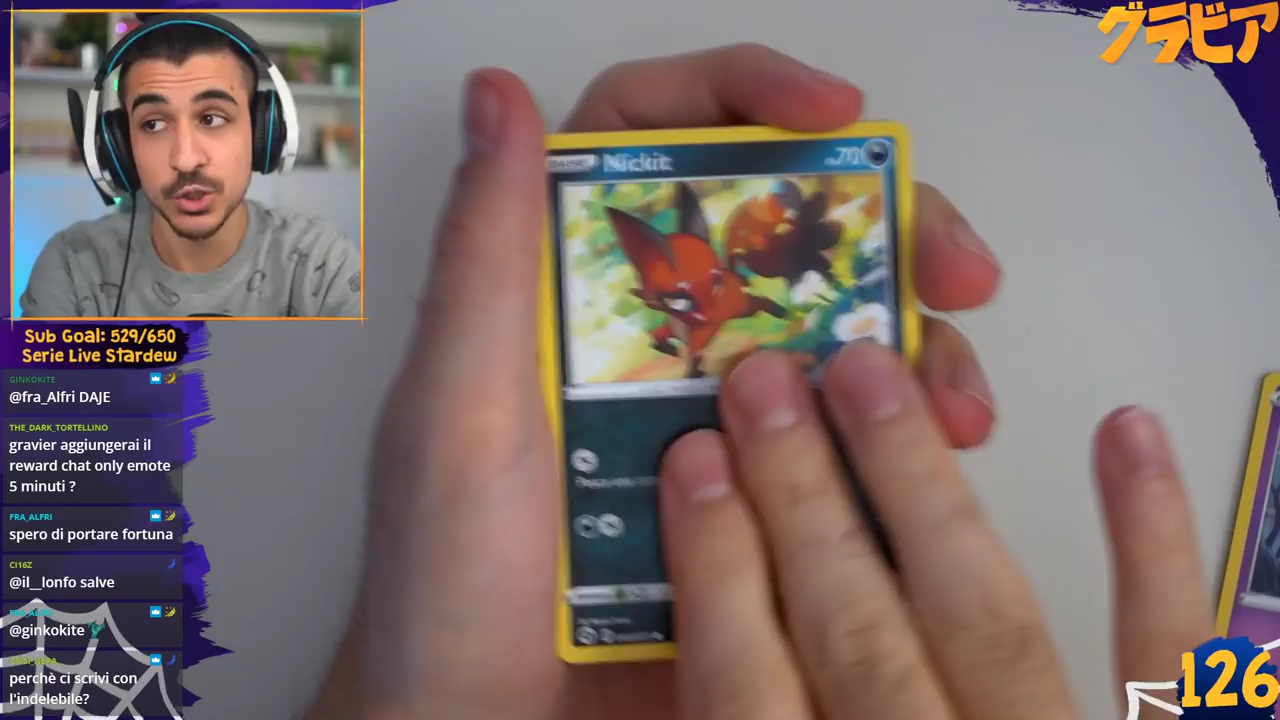 グラビア
Nickit
70
Sub Goal: 529/650
Serie Live Stardew
GINKOKITE
@fra_Alfri DAJE
THE_DARK_TORTELLINO
gravier aggiungerai il
reward chat only emote
5 minuti ?
FRA_ALFRI
spero di portare fortuna
CI16Z
@il__lonfo salve
@ginkokite
perchè ci scrivi con
l'indelebile?
126